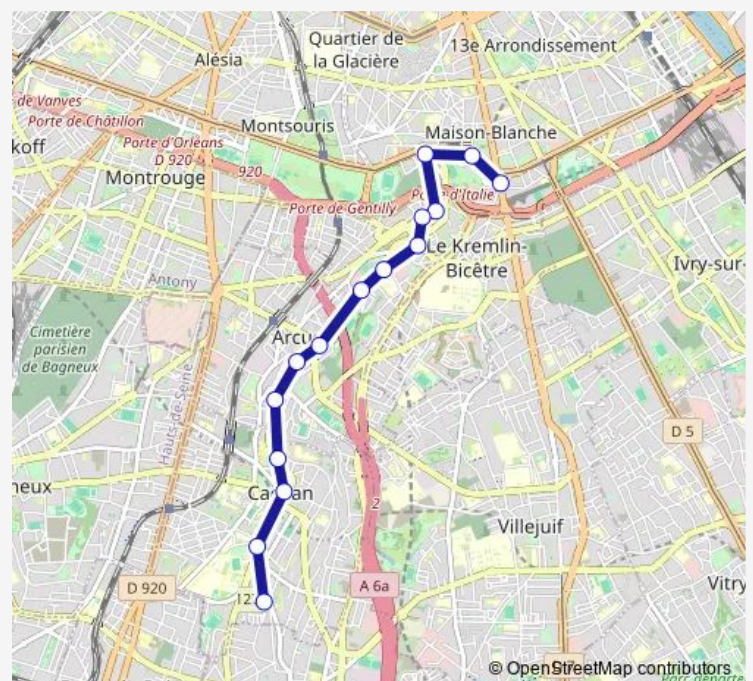 Quartier de
la Glacière
13e Arrondissement
Alésia
de Vanves
Porte de Châtillon
Montsouris
Maison-Blanche
koff
Porte d'Orléans
D 920
920
Montrouge
Porte d'Italie
Porte de Gentilly
Le Kremlin-
Bicêtre
Ivry-sur-
Antony
Cimetière
parisien
de Bagneux
Arcu
Hauts-de-Seine
D 5
neux
Ca an
2
Villejuif
D 920
A 6a
Vitry
12
© OpenStreetMap contributors